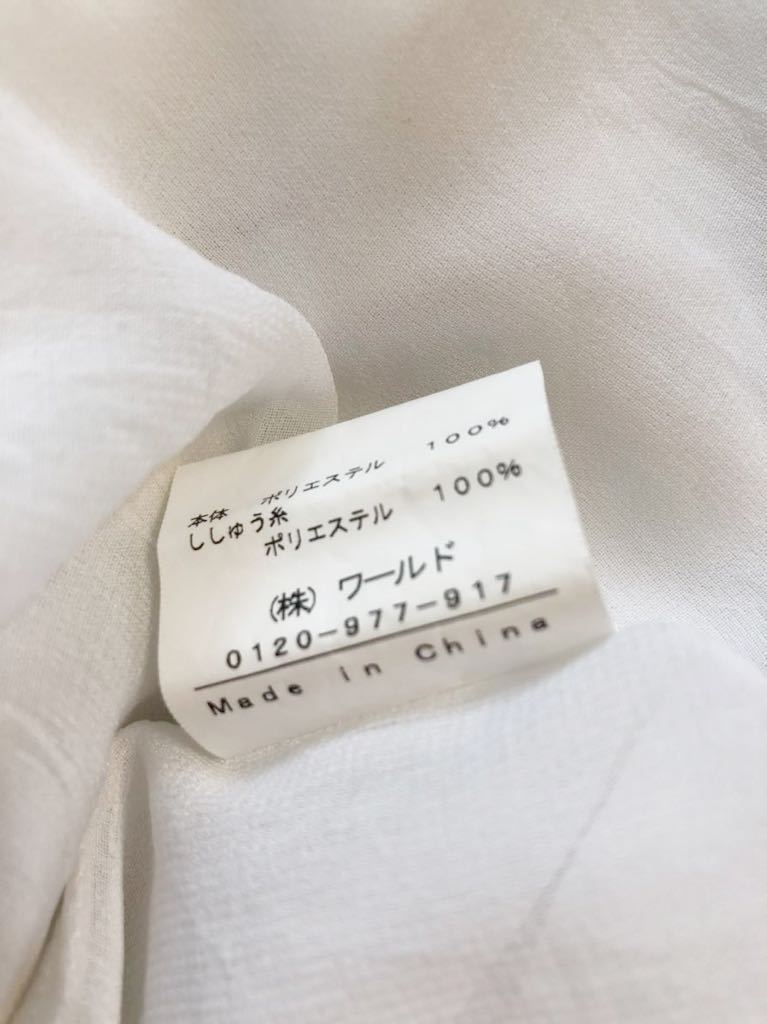 本体 ポリエステル 100%
ししゅう糸
ポリエステル 100%
(株) ワールド
0120-977-917
Made in China